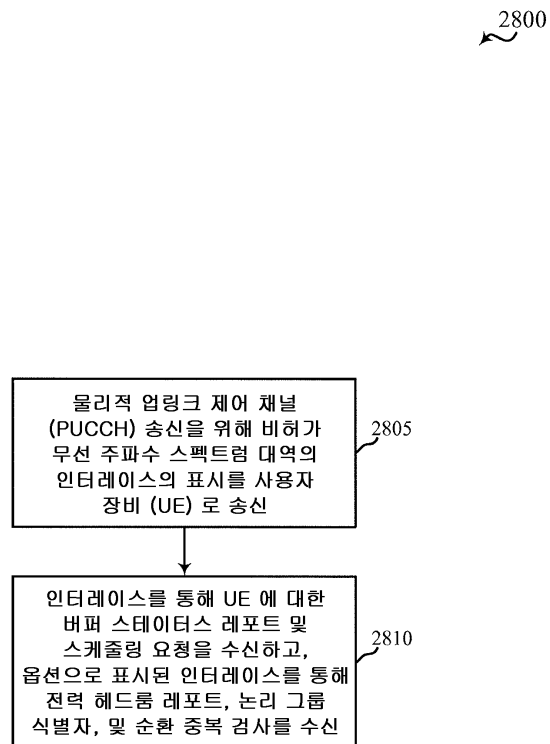 2800
물리적 업링크 제어 채널
(PUCCH) 송신을 위해 비허가
무선 주파수 스펙트럼 대역의
인터레이스의 표시를 사용자
장비 (UE) 로 송신
2805
인터레이스를 통해 UE 에 대한
버퍼 스테이터스 레포트 및
스케줄링 요청을 수신하고,
옵션으로 표시된 인터레이스를 통해
전력 헤드룸 레포트, 논리 그룹
식별자, 및 순환 중복 검사를 수신
2810